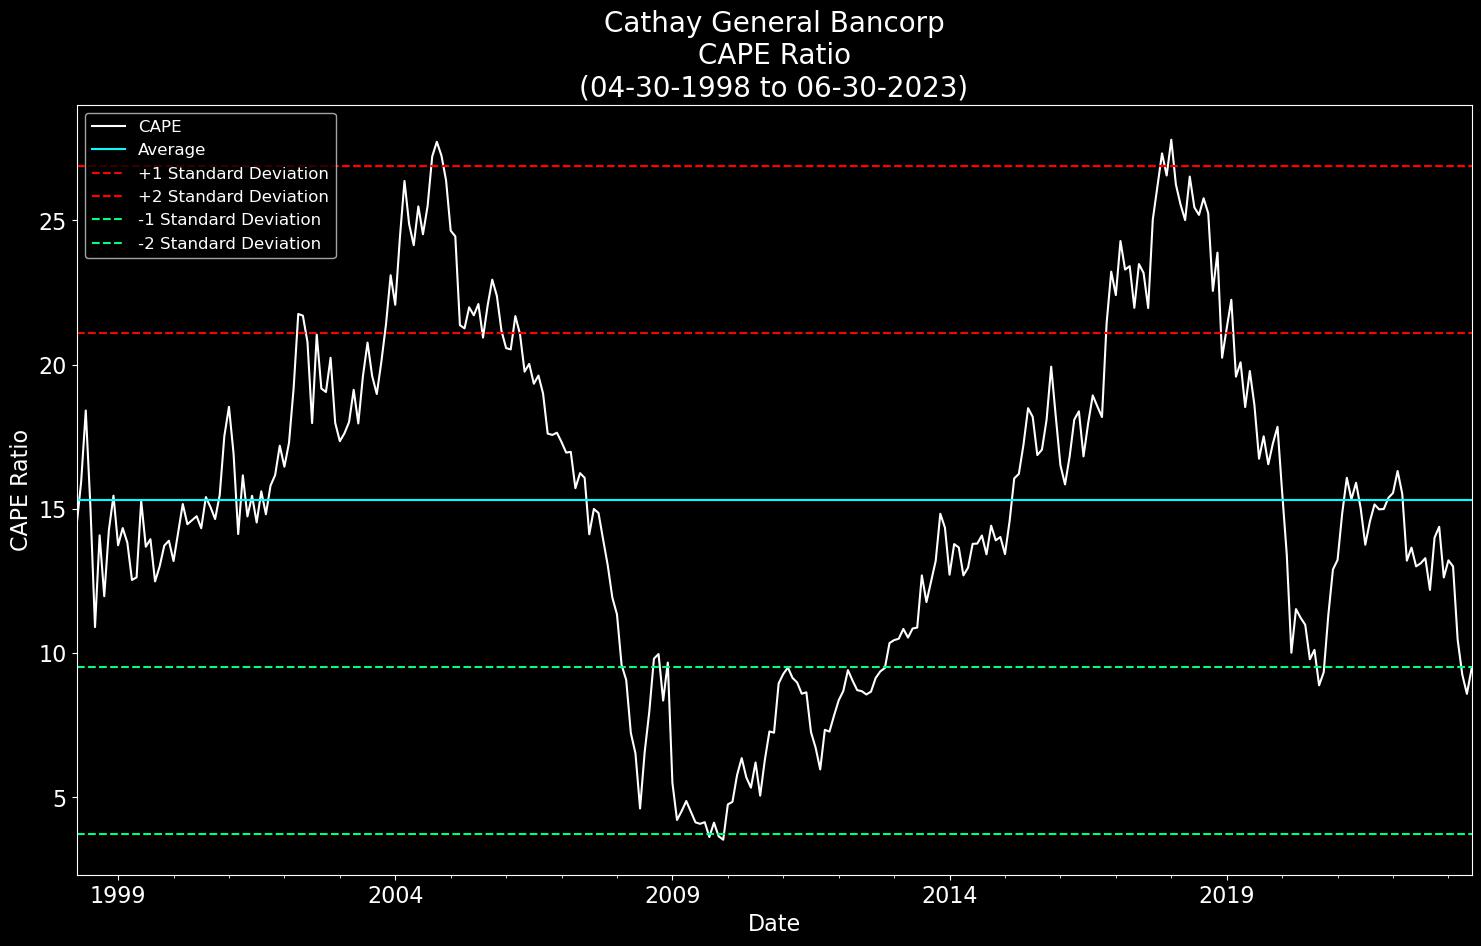 Cathay General Bancorp
CAPE Ratio
(04-30-1998 to 06-30-2023)
CAPE
Average
+1 Standard Deviation
+2 Standard Deviation
-1 Standard Deviation
-2 Standard Deviation
CAPE Ratio
25
20
15
10
5
1999
2004
2009
2014
2019
Date